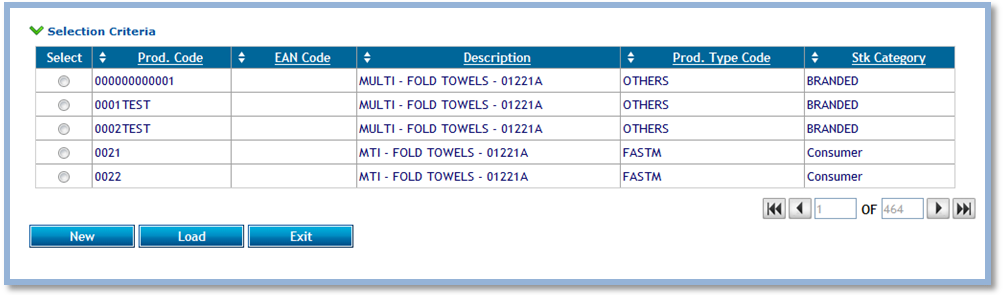 Selection Criteria
Select Prod. Code EAN Code Description Prod. Type Code Stk Category
000000000001 MULTI - FOLD TOWELS - 01221A OTHERS BRANDED
0001TEST MULTI - FOLD TOWELS - 01221A OTHERS BRANDED
0002TEST MULTI - FOLD TOWELS - 01221A OTHERS BRANDED
0021 MTI - FOLD TOWELS - 01221A FASTM Consumer
0022 MTI - FOLD TOWELS - 01221A FASTM Consumer
1 OF 464
New Load Exit